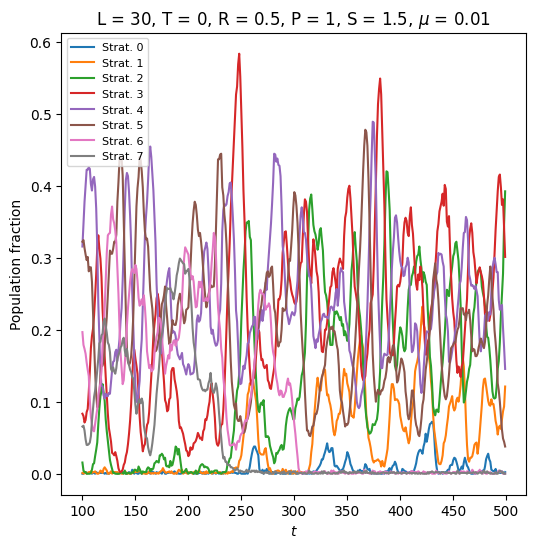 L = 30, T = 0, R = 0.5, P = 1, S = 1.5, μ = 0.01
0.6
0.5
0.4
0.3
0.2
0.1
0.0
Population fraction
Strat. 0
Strat. 1
Strat. 2
Strat. 3
Strat. 4
Strat. 5
Strat. 6
Strat. 7
100 150 200 250 300 350 400 450 500
t